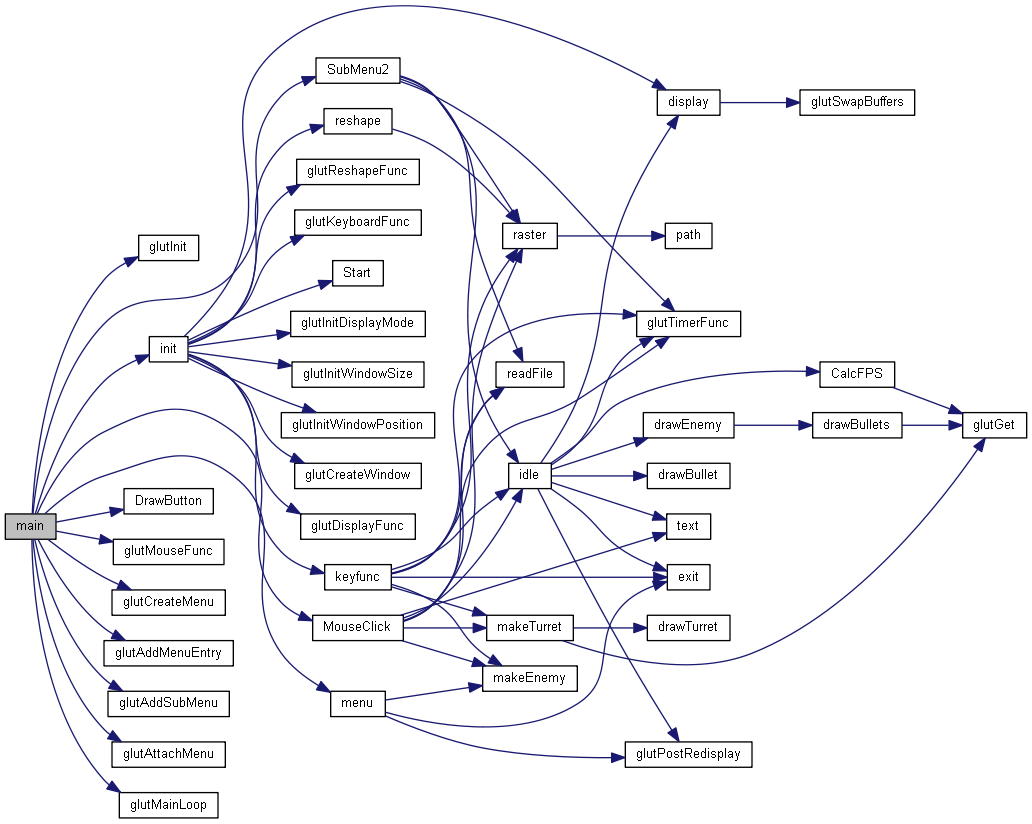 SubMenu2
display
glutSwapBuffers
reshape
glutReshapeFunc
glutKeyboardFunc
raster
path
glutInit
Start
glutInitDisplayMode
glutTimerFunc
init
glutInitWindowSize
readFile
CalcFPS
glutInitWindowPosition
drawEnemy
drawBullets
glutGet
glutCreateWindow
idle
drawBullet
DrawButton
main
glutDisplayFunc
text
glutMouseFunc
keyfunc
exit
glutCreateMenu
MouseClick
makeTurret
drawTurret
glutAddMenuEntry
makeEnemy
glutAddSubMenu
menu
glutAttachMenu
glutPostRedisplay
glutMainLoop